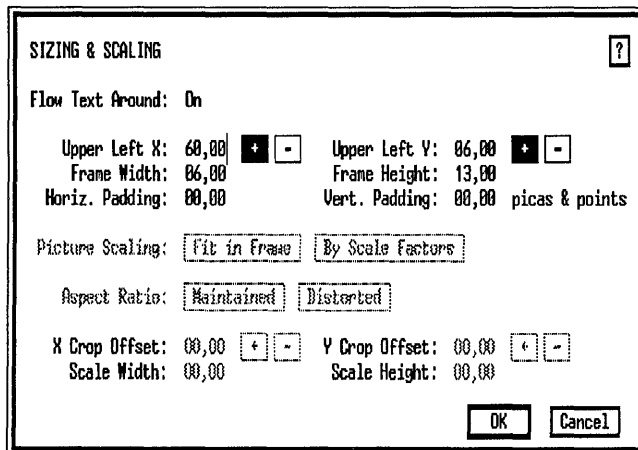 SIZING & SCALING ?
Flow Text Around: On
Upper Left X: 60,00 + - Upper Left Y: 06,00 + -
Frame Width: 06,00 Frame Height: 13,00
Horiz. Padding: 00,00 Vert. Padding: 00,00 picas & points
Picture Scaling: Fit in Frame By Scale Factors
Aspect Ratio: Maintained Distorted
X Crop Offset: 00,00 + - Y Crop Offset: 00,00 + -
Scale Width: 00,00 Scale Height: 00,00
OK Cancel